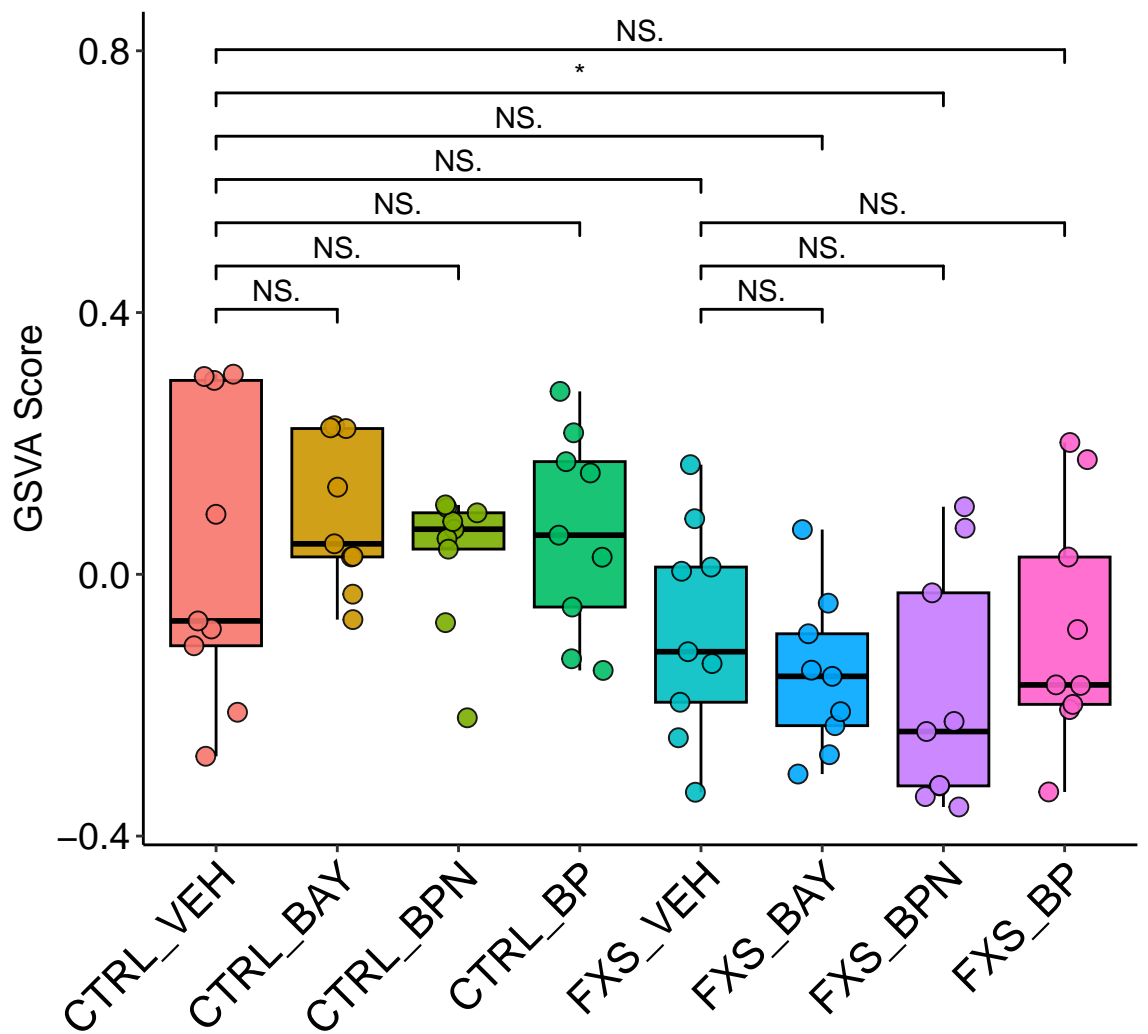 NS.
0.8
*
NS.
NS.
NS.
NS.
NS.
NS.
NS.
NS.
0.4
GSVA Score
0.0
−0.4
CTRL_VEH
CTRL_BAY
CTRL_BPN
CTRL_BP
FXS_VEH
FXS_BAY
FXS_BPN
FXS_BP